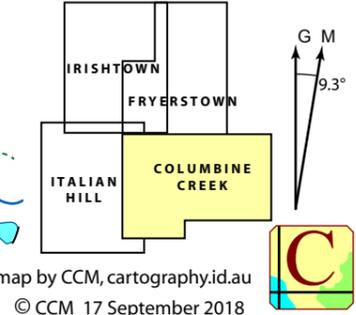 G M
9.3°
IRISHTOWN
FRYERSTOWN
COLUMBINE
CREEK
ITALIAN
HILL
map by CCM, cartography.id.au
© CCM 17 September 2018
C